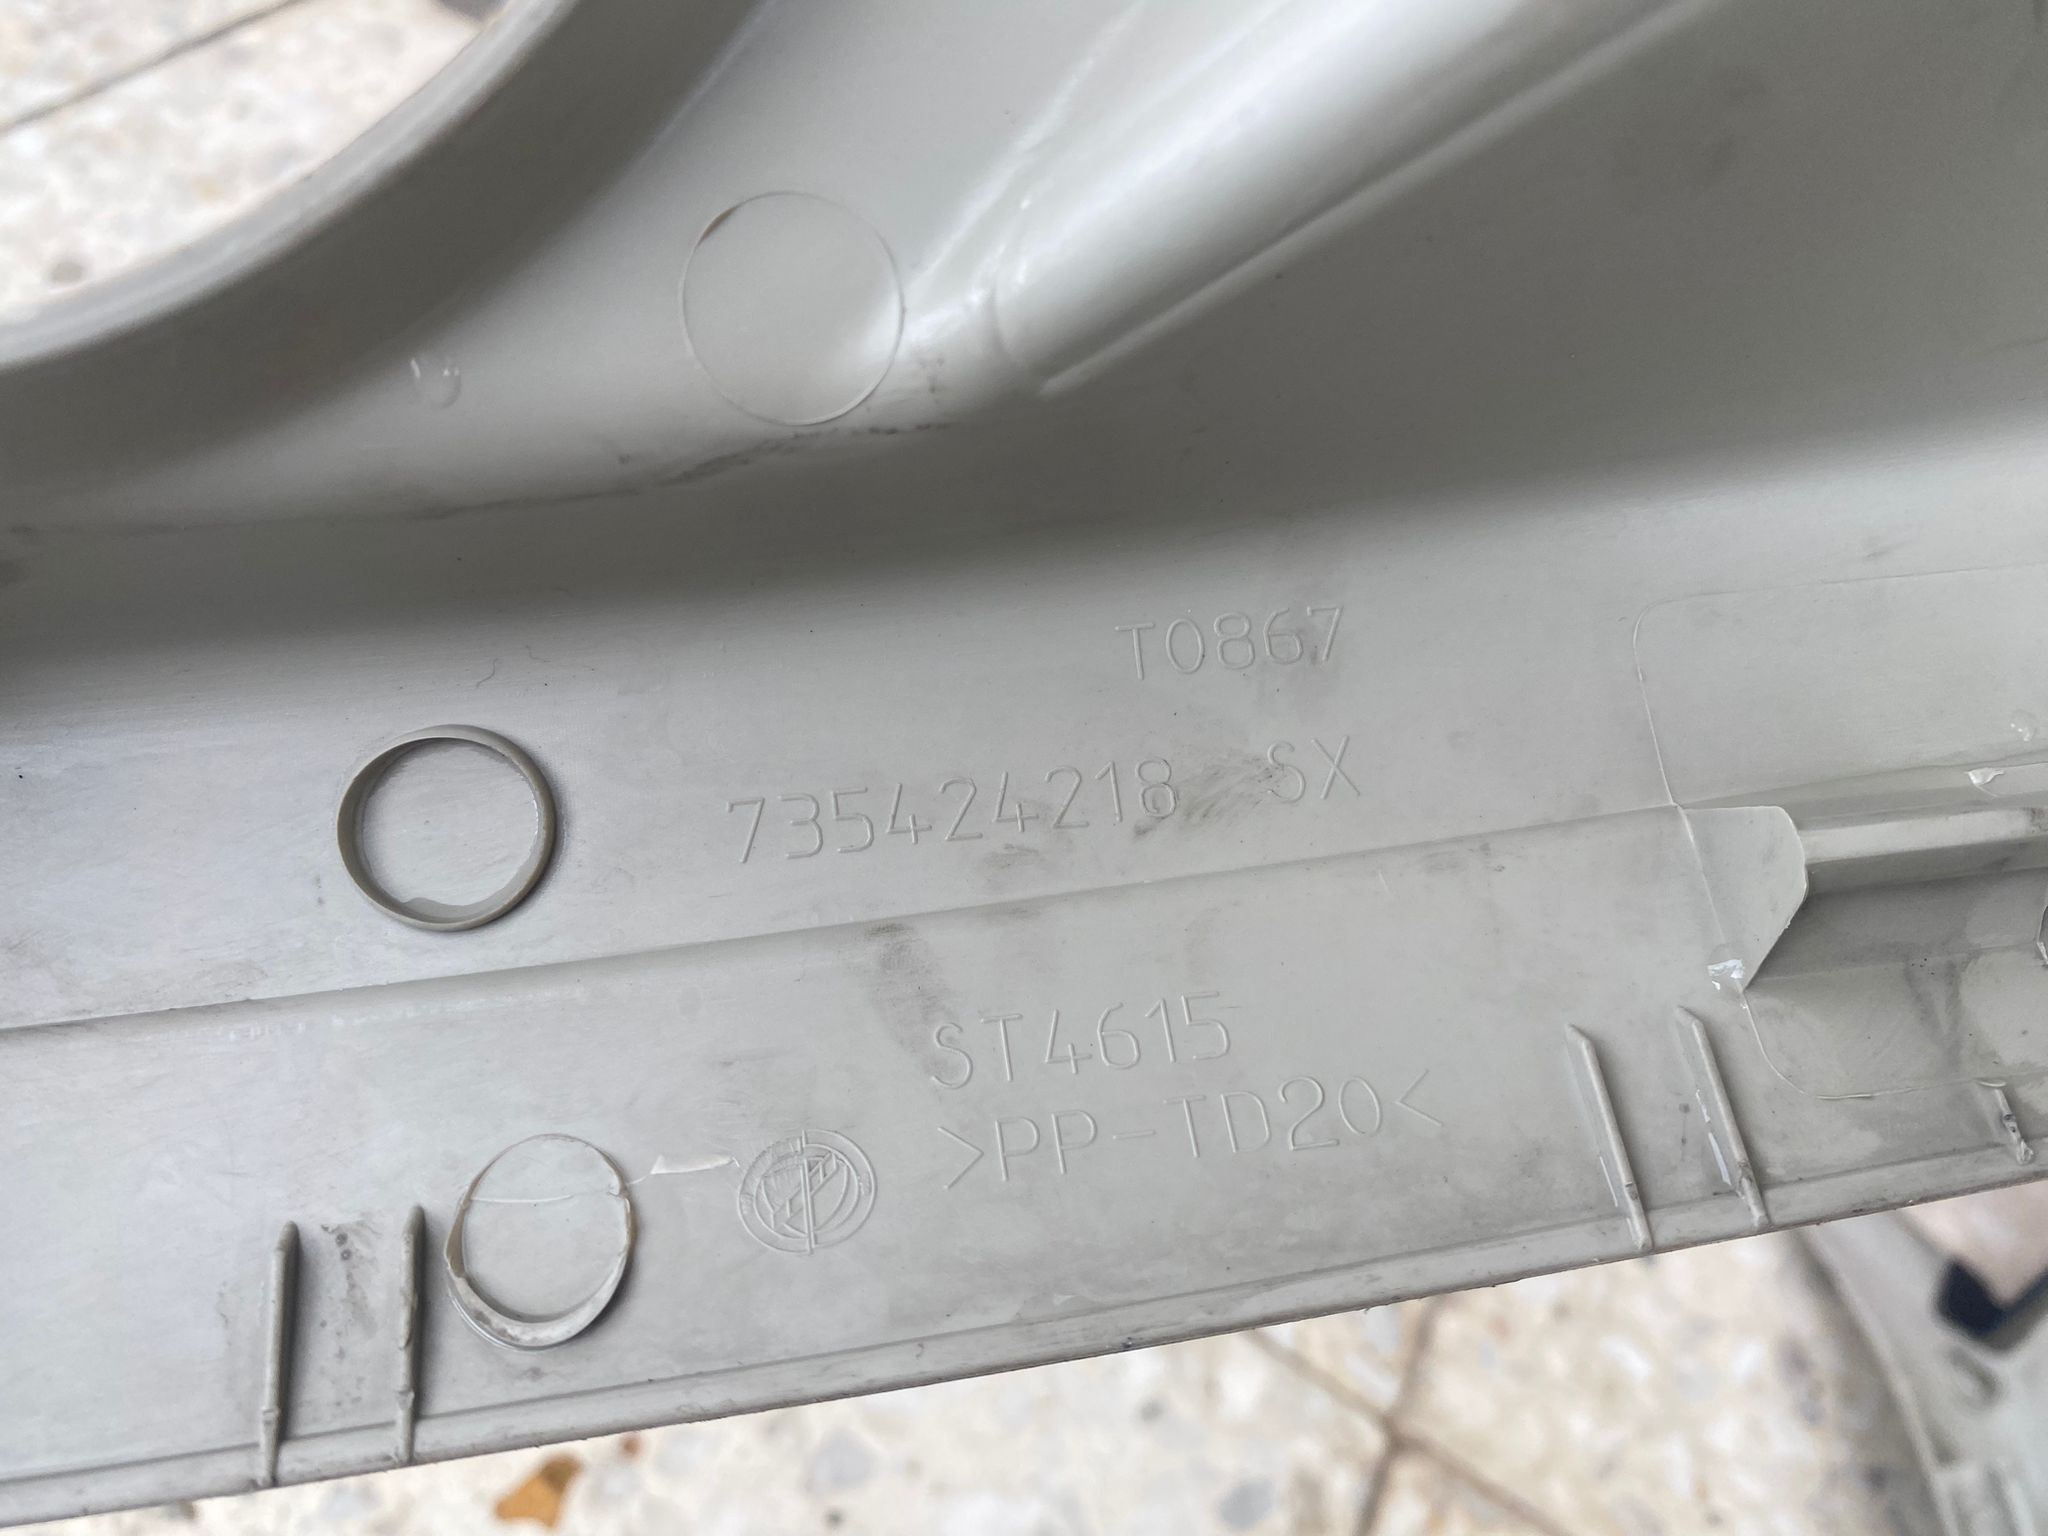 T0867
735424218 SX
ST4615
>PP-TD20<